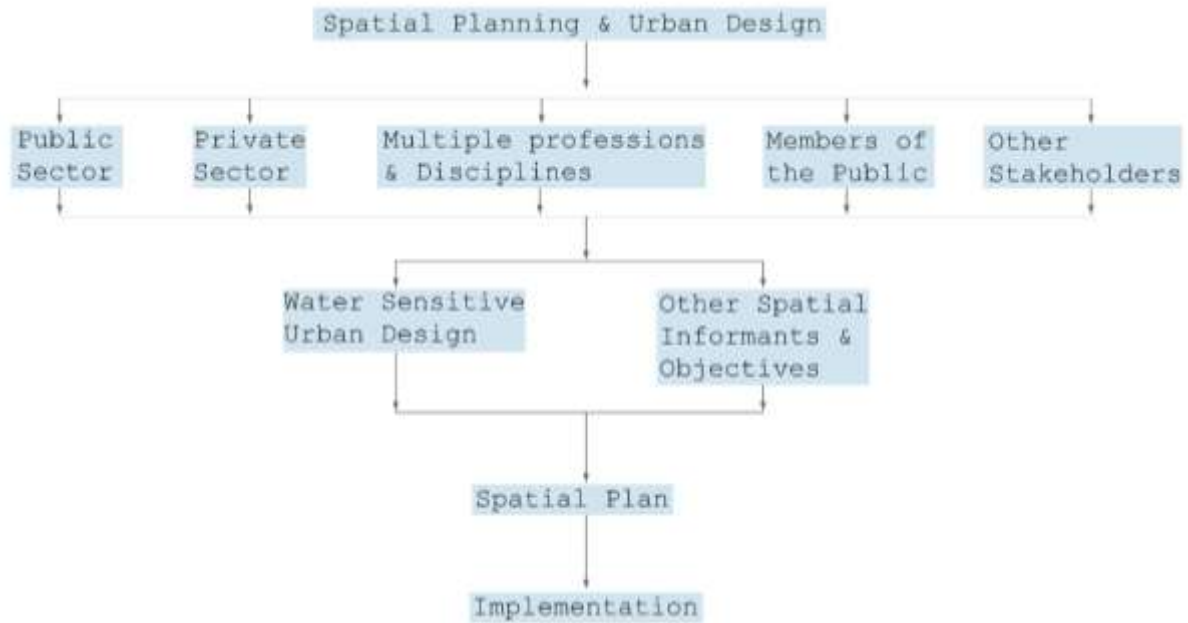 Spatial Planning & Urban Design
Public
Sector
Private
Sector
Multiple professions
& Disciplines
Members of
the Public
Other
Stakeholders
Water Sensitive
Urban Design
Other Spatial
Informants &
Objectives
Spatial Plan
Implementation